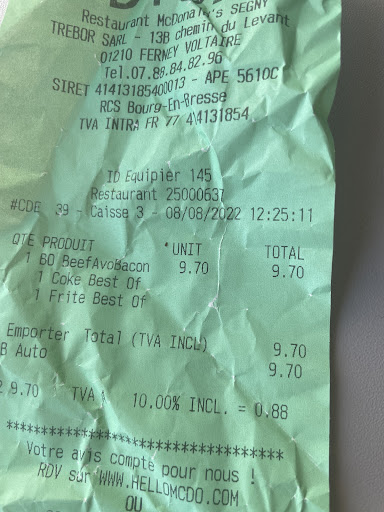 Restaurant McDonald's SEGNY
TREBOR SARL - 13B chemin du Levant
01210 FERNEY VOLTAIRE
Tel.07.89.84.82.96
SIRET 41413185400013 - APE 5610C
RCS Bourg-En-Bresse
TVA INTRA FR 77 414131854
ID Equipier 145
Restaurant 25000637
#CDE 39 - Caisse 3 - 08/08/2022 12:25:11
QTE PRODUIT UNIT TOTAL
1 BO BeefAvoBacon 9.70 9.70
1 Coke Best Of
1 Frite Best Of
Emporter Total (TVA INCL) 9.70
B Auto 9.70
9.70 TVA 10.00% INCL. = 0.88
**********************************
Votre avis compte pour nous !
RDV sur WWW.HELLOMCDO.COM
OU